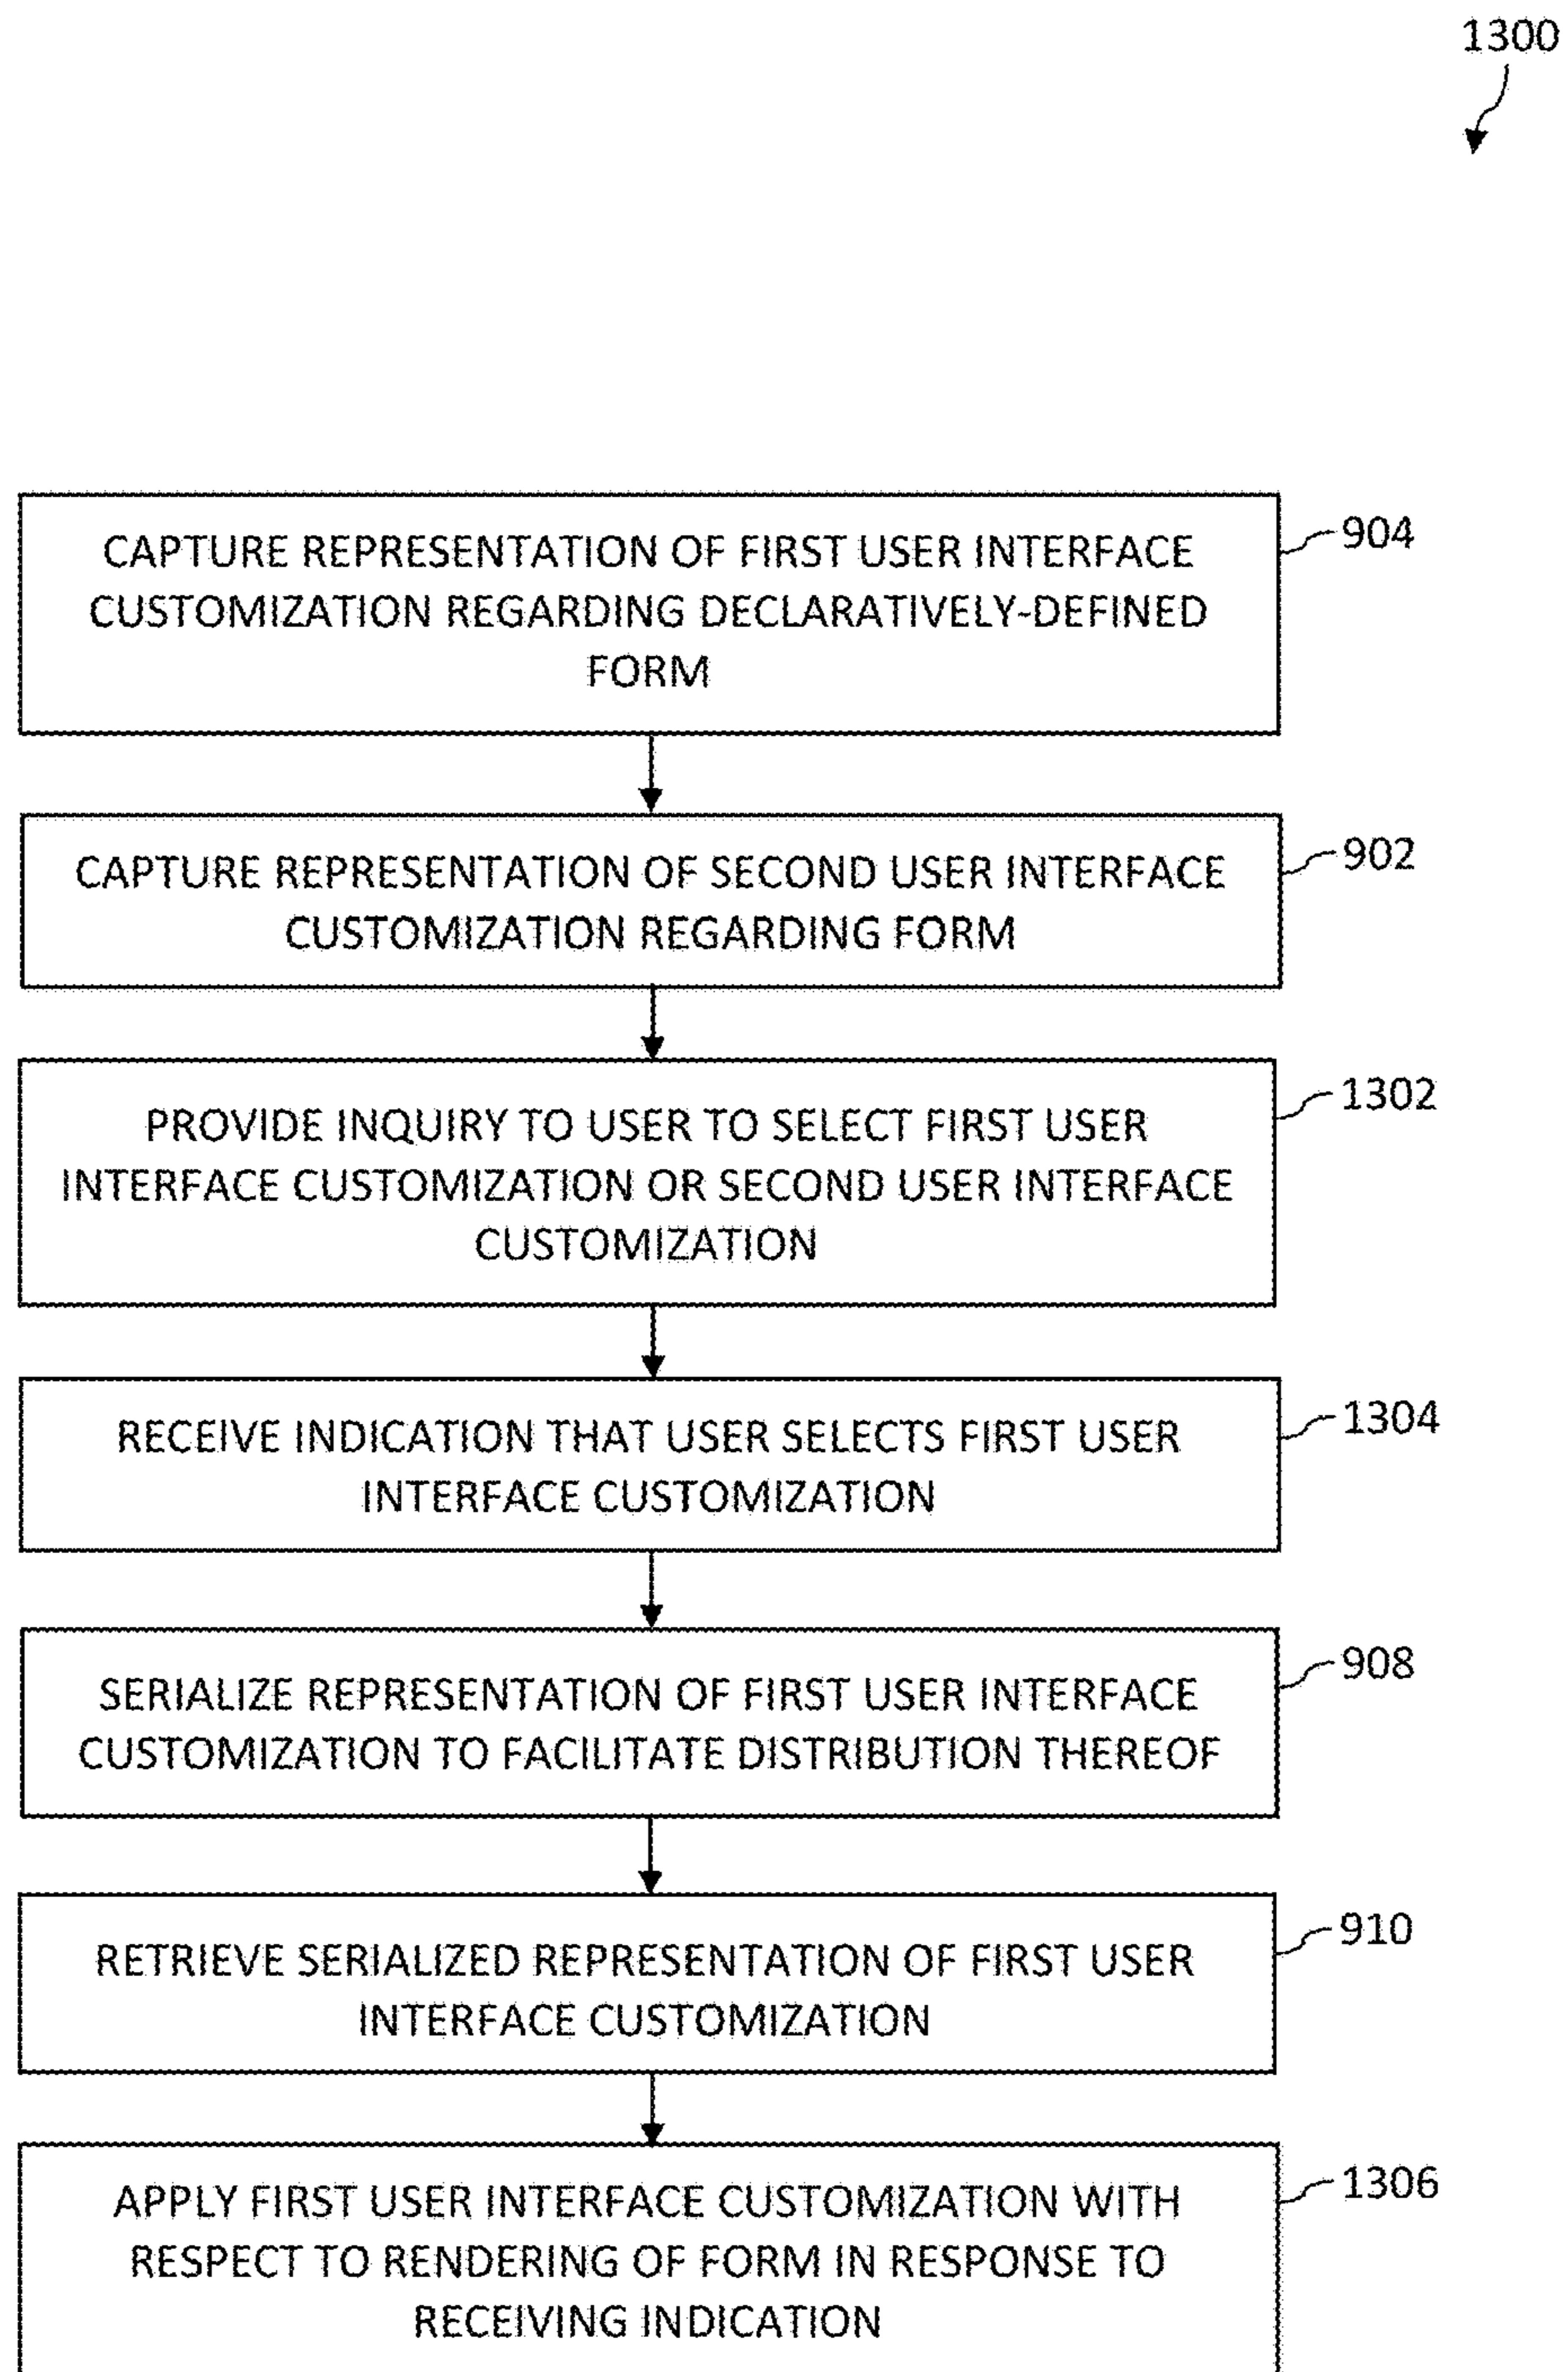 1300
CAPTURE REPRESENTATION OF FIRST USER INTERFACE
CUSTOMIZATION REGARDING DECLARATIVELY-DEFINED
FORM
904
CAPTURE REPRESENTATION OF SECOND USER INTERFACE
CUSTOMIZATION REGARDING FORM
902
PROVIDE INQUIRY TO USER TO SELECT FIRST USER
INTERFACE CUSTOMIZATION OR SECOND USER INTERFACE
CUSTOMIZATION
1302
RECEIVE INDICATION THAT USER SELECTS FIRST USER
INTERFACE CUSTOMIZATION
1304
SERIALIZE REPRESENTATION OF FIRST USER INTERFACE
CUSTOMIZATION TO FACILITATE DISTRIBUTION THEREOF
908
RETRIEVE SERIALIZED REPRESENTATION OF FIRST USER
INTERFACE CUSTOMIZATION
910
APPLY FIRST USER INTERFACE CUSTOMIZATION WITH
RESPECT TO RENDERING OF FORM IN RESPONSE TO
RECEIVING INDICATION
1306